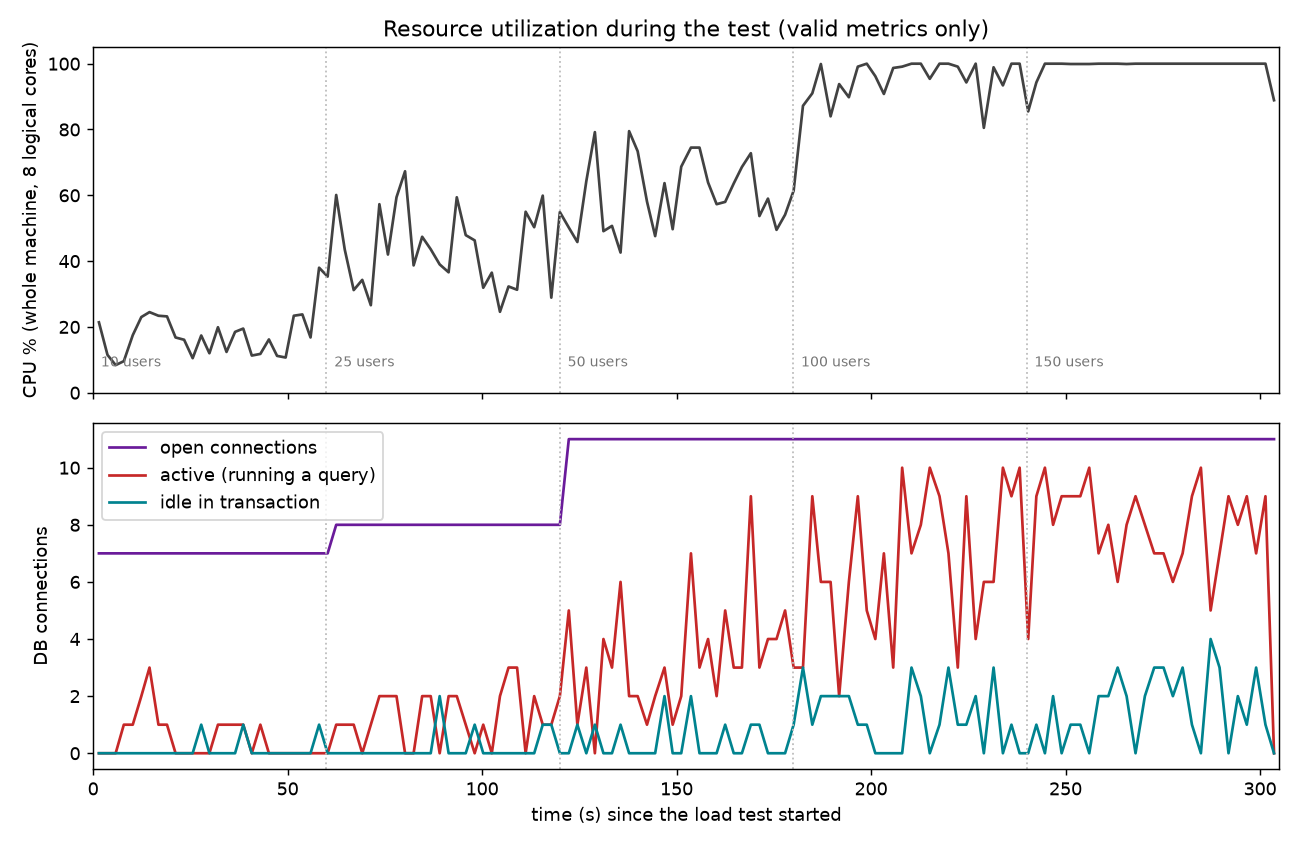 Resource utilization during the test (valid metrics only)
CPU % (whole machine, 8 logical cores)
100
80
60
40
20
0
10 users
25 users
50 users
100 users
150 users
DB connections
open connections
active (running a query)
idle in transaction
10
8
6
4
2
0
0
50
100
150
200
250
300
time (s) since the load test started